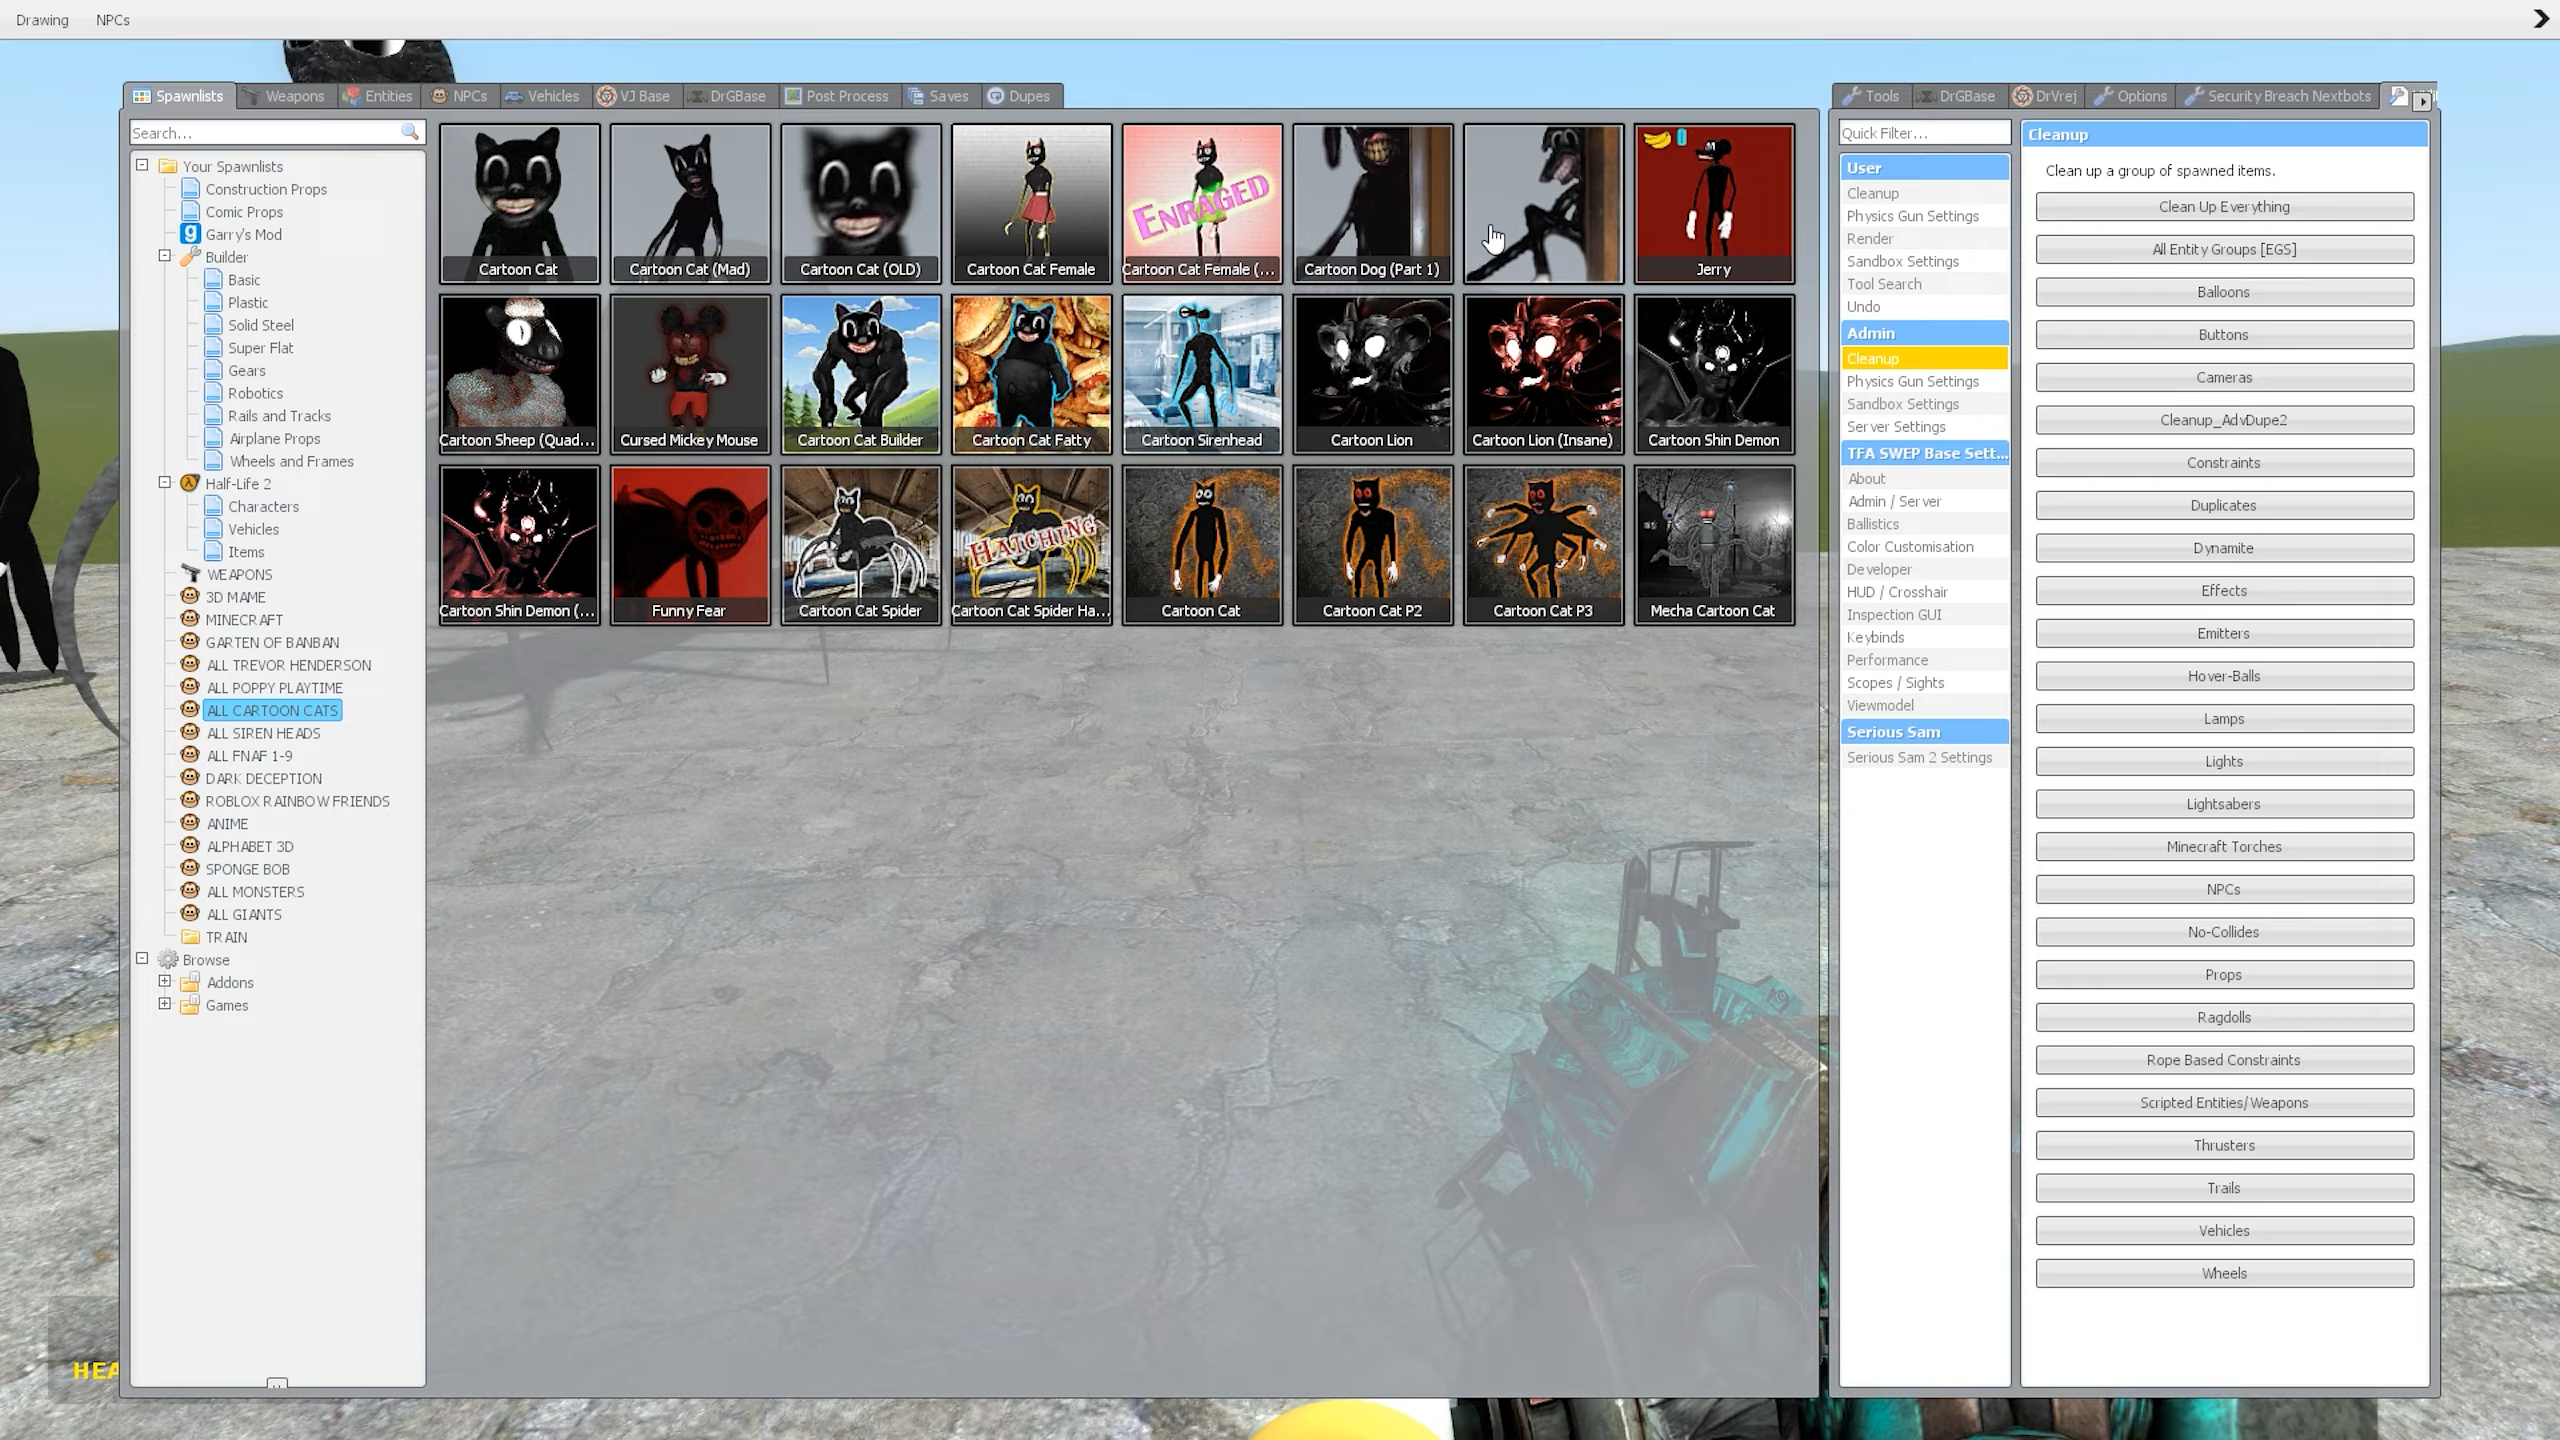 Drawing NPCs
Spawnlists Weapons Entities NPCs Vehicles VJ Base DrGBase Post Process Saves Dupes
Search...
Your Spawnlists
Construction Props
Comic Props
Garry's Mod
Builder
Basic
Plastic
Solid Steel
Super Flat
Gears
Robotics
Rails and Tracks
Airplane Props
Wheels and Frames
Half-Life 2
Characters
Vehicles
Items
WEAPONS
3D MAME
MINECRAFT
GARTEN OF BANBAN
ALL TREVOR HENDERSON
ALL POPPY PLAYTIME
ALL CARTOON CATS
ALL SIREN HEADS
ALL FNAF 1-9
DARK DECEPTION
ROBLOX RAINBOW FRIENDS
ANIME
ALPHABET 3D
SPONGE BOB
ALL MONSTERS
ALL GIANTS
TRAIN
Browse
Addons
Games
HEA
ENRAGED
Cartoon Cat
Cartoon Cat (Mad)
Cartoon Cat (OLD)
Cartoon Cat Female
Cartoon Cat Female (...
Cartoon Dog (Part 1)
Jerry
Cartoon Sheep (Quad...
Cursed Mickey Mouse
Cartoon Cat Builder
Cartoon Cat Fatty
Cartoon Sirenhead
Cartoon Lion
Cartoon Lion (Insane)
Cartoon Shin Demon
HATCHING
Cartoon Shin Demon (...
Funny Fear
Cartoon Cat Spider
Cartoon Cat Spider Ha...
Cartoon Cat
Cartoon Cat P2
Cartoon Cat P3
Mecha Cartoon Cat
Tools DrGBase DrVrej Options Security Breach Nextbots
Quick Filter...
User
Cleanup
Physics Gun Settings
Render
Sandbox Settings
Tool Search
Undo
Admin
Cleanup
Physics Gun Settings
Sandbox Settings
Server Settings
TFA SWEP Base Sett...
About
Admin / Server
Ballistics
Color Customisation
Developer
HUD / Crosshair
Inspection GUI
Keybinds
Performance
Scopes / Sights
Viewmodel
Serious Sam
Serious Sam 2 Settings
Cleanup
Clean up a group of spawned items.
Clean Up Everything
All Entity Groups [EGS]
Balloons
Buttons
Cameras
Cleanup_AdvDupe2
Constraints
Duplicates
Dynamite
Effects
Emitters
Hover-Balls
Lamps
Lights
Lightsabers
Minecraft Torches
NPCs
No-Collides
Props
Ragdolls
Rope Based Constraints
Scripted Entities/Weapons
Thrusters
Trails
Vehicles
Wheels